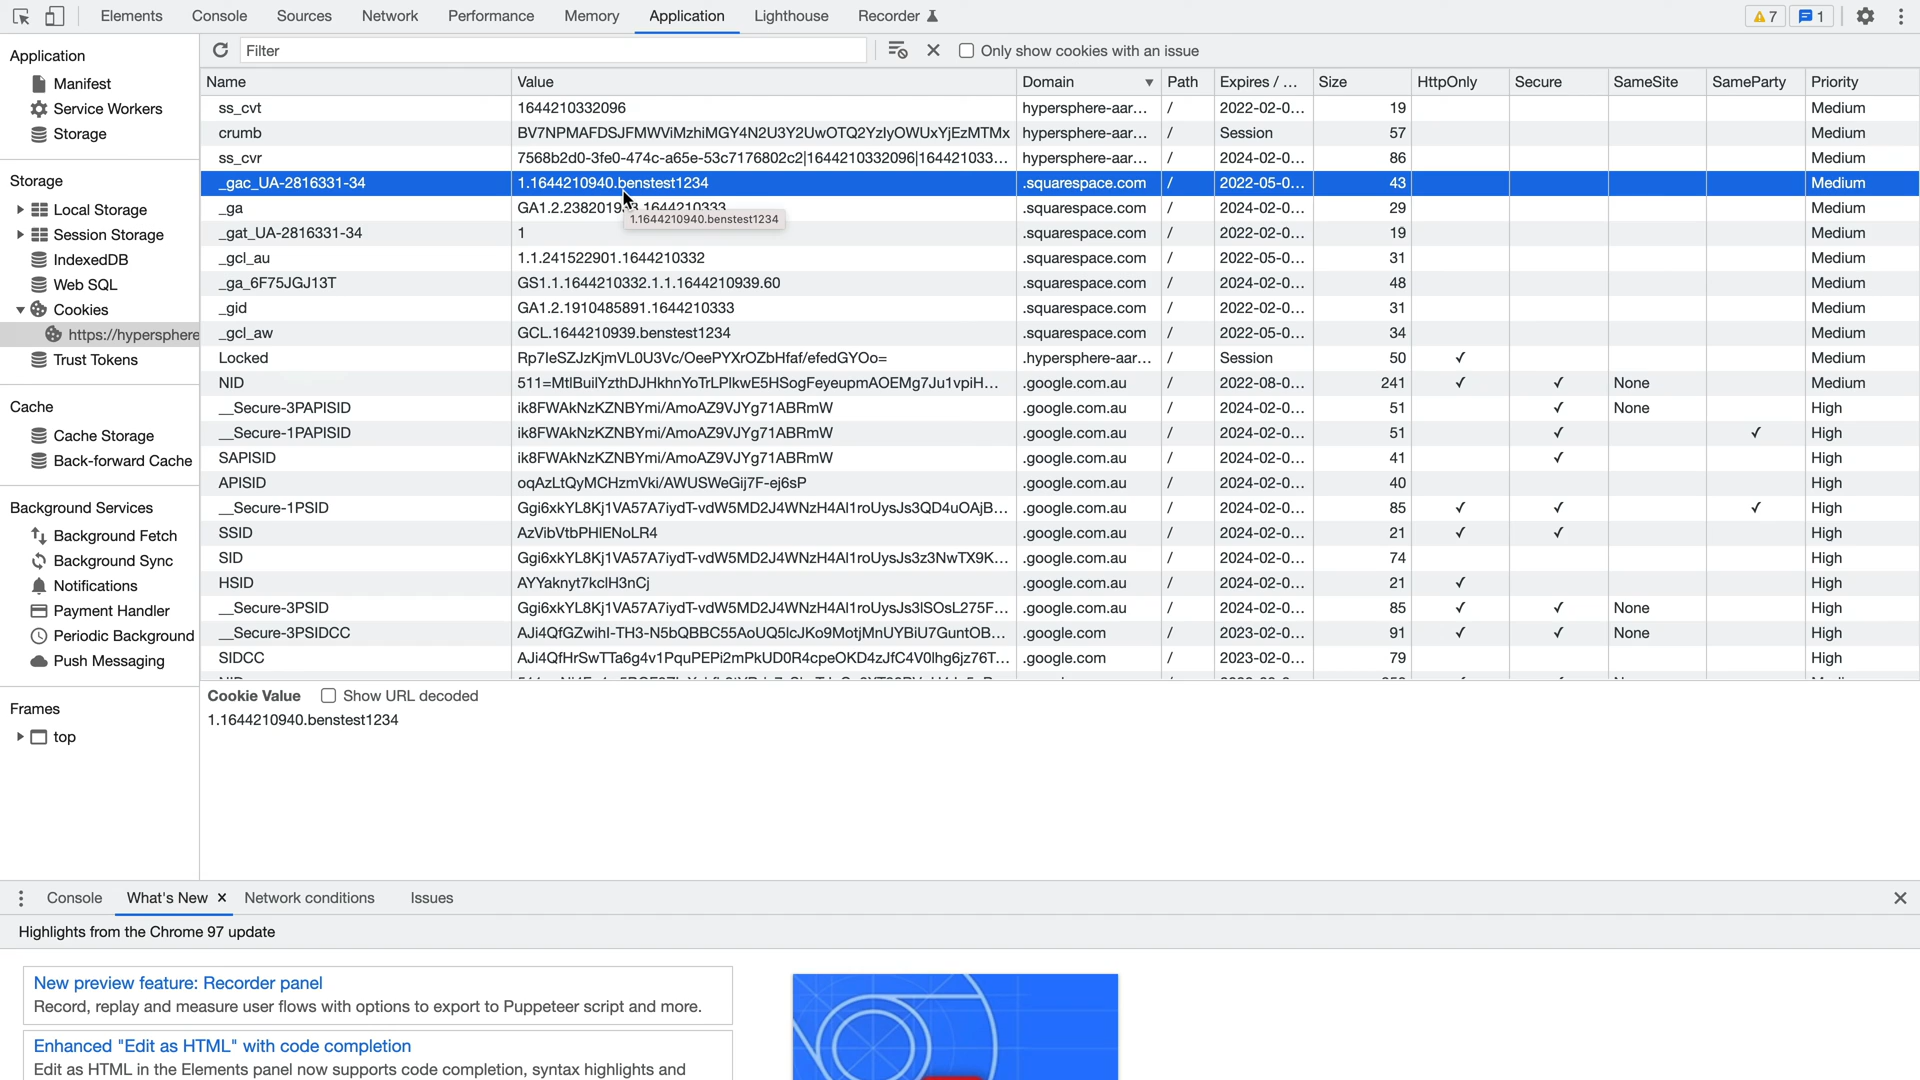 Elements Console Sources Network Performance Memory Application Lighthouse Recorder 7 1
Application
Manifest
Service Workers
Storage
Storage
Local Storage
Session Storage
IndexedDB
Web SQL
Cookies
https://hypersphere
Trust Tokens
Cache
Cache Storage
Back-forward Cache
Background Services
Background Fetch
Background Sync
Notifications
Payment Handler
Periodic Background
Push Messaging
Frames
top
Filter Only show cookies with an issue
Name Value Domain Path Expires / ... Size HttpOnly Secure SameSite SameParty Priority
ss_cvt 1644210332096 hypersphere-aar... / 2022-02-0... 19 Medium
crumb BV7NPMAFDSJFMWViMzhiMGY4N2U3Y2UwOTQ2YzIyOWUxYjEzMTMx hypersphere-aar... / Session 57 Medium
ss_cvr 7568b2d0-3fe0-474c-a65e-53c7176802c2|1644210332096|164421033... hypersphere-aar... / 2024-02-0... 86 Medium
_gac_UA-2816331-34 1.1644210940.benstest1234 .squarespace.com / 2022-05-0... 43 Medium
_ga .squarespace.com / 2024-02-0... 29 Medium
1.1644210940.benstest1234
_gat_UA-2816331-34 1 .squarespace.com / 2022-02-0... 19 Medium
_gcl_au 1.1.241522901.1644210332 .squarespace.com / 2022-05-0... 31 Medium
_ga_6F75JGJ13T GS1.1.1644210332.1.1.1644210939.60 .squarespace.com / 2024-02-0... 48 Medium
_gid GA1.2.1910485891.1644210333 .squarespace.com / 2022-02-0... 31 Medium
_gcl_aw GCL.1644210939.benstest1234 .squarespace.com / 2022-05-0... 34 Medium
Locked Rp7IeSZJzKjmVL0U3Vc/OeePYXrOZbHfaf/efedGYOo= .hypersphere-aar... / Session 50 ✓ Medium
NID 511=MtlBuilYzthDJHkhnYoTrLPlkwE5HSogFeyeupmAOEMg7Ju1vpiH... .google.com.au / 2022-08-0... 241 ✓ ✓ None Medium
__Secure-3PAPISID ik8FWAkNzKZNBYmi/AmoAZ9VJYg71ABRmW .google.com.au / 2024-02-0... 51 ✓ None High
__Secure-1PAPISID ik8FWAkNzKZNBYmi/AmoAZ9VJYg71ABRmW .google.com.au / 2024-02-0... 51 ✓ ✓ High
SAPISID ik8FWAkNzKZNBYmi/AmoAZ9VJYg71ABRmW .google.com.au / 2024-02-0... 41 ✓ High
APISID oqAzLtQyMCHzmVki/AWUSWeGij7F-ej6sP .google.com.au / 2024-02-0... 40 High
__Secure-1PSID Ggi6xkYL8Kj1VA57A7iydT-vdW5MD2J4WNzH4AI1roUysJs3QD4uOAjB... .google.com.au / 2024-02-0... 85 ✓ ✓ ✓ High
SSID AzVibVtbPHIENoLR4 .google.com.au / 2024-02-0... 21 ✓ ✓ High
SID Ggi6xkYL8Kj1VA57A7iydT-vdW5MD2J4WNzH4AI1roUysJs3z3NwTX9K... .google.com.au / 2024-02-0... 74 High
HSID AYYaknyt7kclH3nCj .google.com.au / 2024-02-0... 21 ✓ High
__Secure-3PSID Ggi6xkYL8Kj1VA57A7iydT-vdW5MD2J4WNzH4AI1roUysJs3lSOsL275F... .google.com.au / 2024-02-0... 85 ✓ ✓ None High
__Secure-3PSIDCC AJi4QfGZwihI-TH3-N5bQBBC55AoUQ5lcJKo9MotjMnUYBiU7GuntOB... .google.com / 2023-02-0... 91 ✓ ✓ None High
SIDCC AJi4QfHrSwTTa6g4v1PquPEPi2mPkUD0R4cpeOKD4zJfC4V0lhg6jz76T... .google.com / 2023-02-0... 79 High
Cookie Value Show URL decoded
1.1644210940.benstest1234
Console What's New × Network conditions Issues
Highlights from the Chrome 97 update
New preview feature: Recorder panel
Record, replay and measure user flows with options to export to Puppeteer script and more.
Enhanced "Edit as HTML" with code completion
Edit as HTML in the Elements panel now supports code completion, syntax highlights and